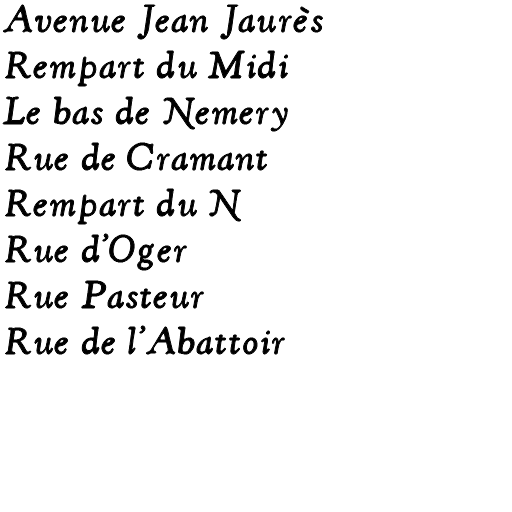 Avenue Jean Jaurès
Rempart du Midi
Le bas de Nemery
Rue de Cramant
Rempart du N
Rue d'Oger
Rue Pasteur
Rue de l'Abattoir